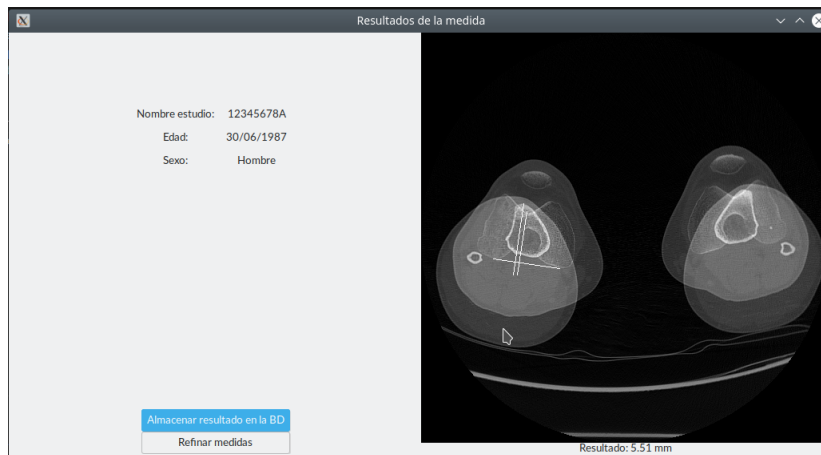 Resultados de la medida
Nombre estudio: 12345678A
Edad: 30/06/1987
Sexo: Hombre
Almacenar resultado en la BD
Refinar medidas
Resultado: 5.51 mm